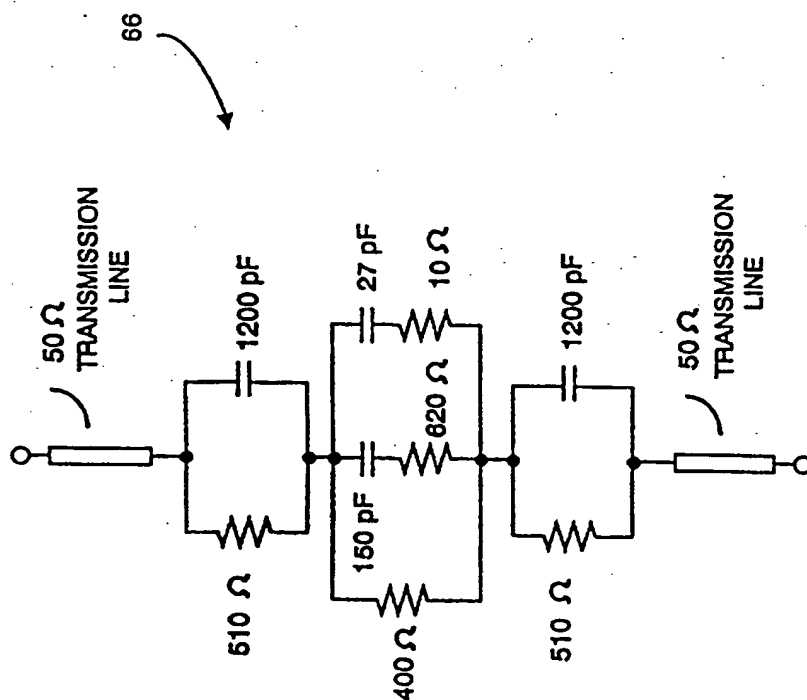 66
50 Ω
TRANSMISSION
LINE
1200 pF
510 Ω
27 pF
10 Ω
150 pF
620 Ω
400 Ω
1200 pF
510 Ω
50 Ω
TRANSMISSION
LINE